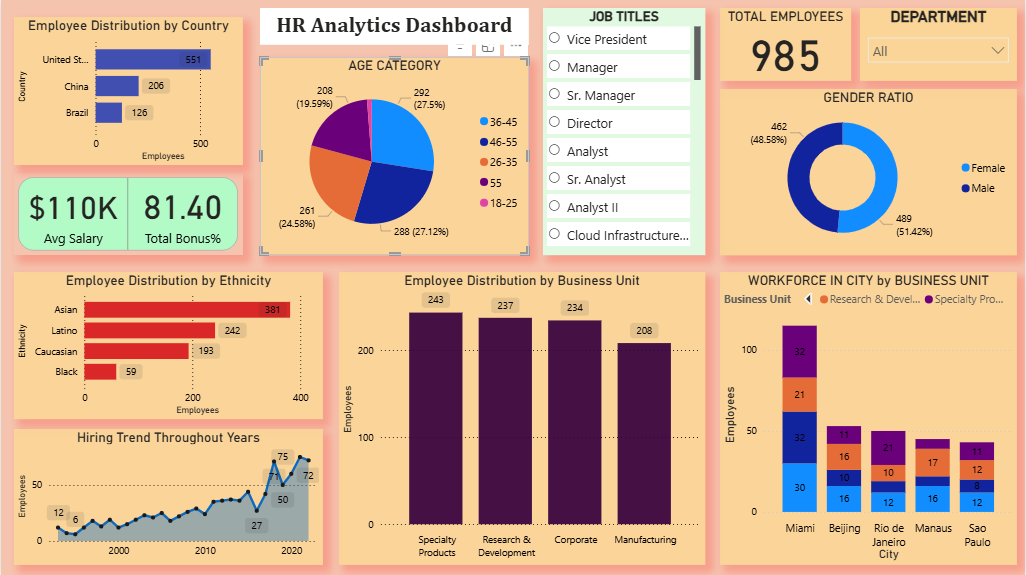 Employee Distribution by Country
Country
United St...
551
China
206
Brazil
126
0
500
Employees
HR Analytics Dashboard
AGE CATEGORY
208
(19.59%)
292
(27.5%)
261
(24.58%)
288 (27.12%)
36-45
46-55
26-35
55
18-25
JOB TITLES
Vice President
Manager
Sr. Manager
Director
Analyst
Sr. Analyst
Analyst II
Cloud Infrastructure...
TOTAL EMPLOYEES
985
DEPARTMENT
All
GENDER RATIO
462
(48.58%)
489
(51.42%)
Female
Male
$110K
Avg Salary
81.40
Total Bonus%
Employee Distribution by Ethnicity
Ethnicity
Asian
381
Latino
242
Caucasian
193
Black
59
0
200
400
Employees
Hiring Trend Throughout Years
Employees
50
0
12
6
27
71
75
50
72
2000
2010
2020
Employee Distribution by Business Unit
Employees
200
100
0
243
237
234
208
Specialty
Products
Research &
Development
Corporate
Manufacturing
WORKFORCE IN CITY by BUSINESS UNIT
Business Unit
Research & Devel...
Specialty Pro...
Employees
100
50
0
32
21
32
30
11
16
10
16
21
10
12
17
16
11
12
8
12
Miami
Beijing
Rio de
Janeiro
Manaus
Sao
Paulo
City